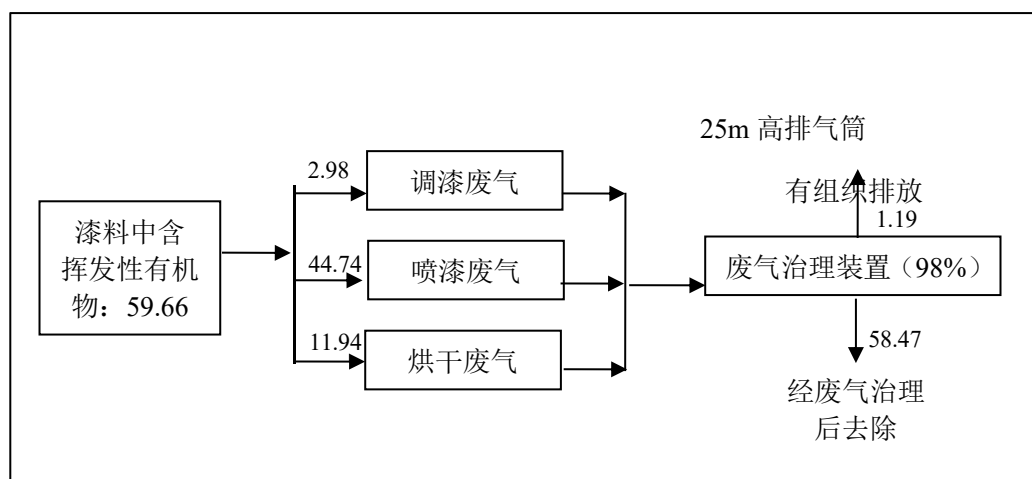 25m 高排气筒
2.98
调漆废气
有组织排放
1.19
漆料中含
挥发性有机
物：59.66
44.74
喷漆废气
废气治理装置（98%）
11.94
烘干废气
58.47
经废气治理
后去除